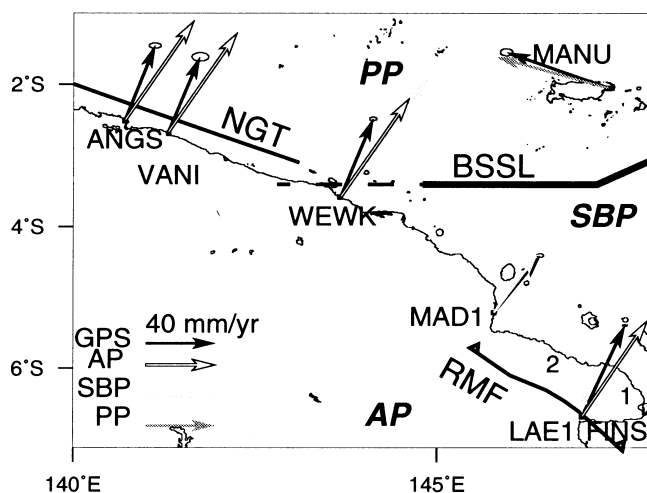 MANU
PP
2°S
NGT
ANGS
BSSL
VANI
WEWK
SBP
4°S
MAD1
40 mm/yr
GPS
AP
2
6°S
SBP
RMF
1
PP
AP
LAE1
FINS
140°E
145°E